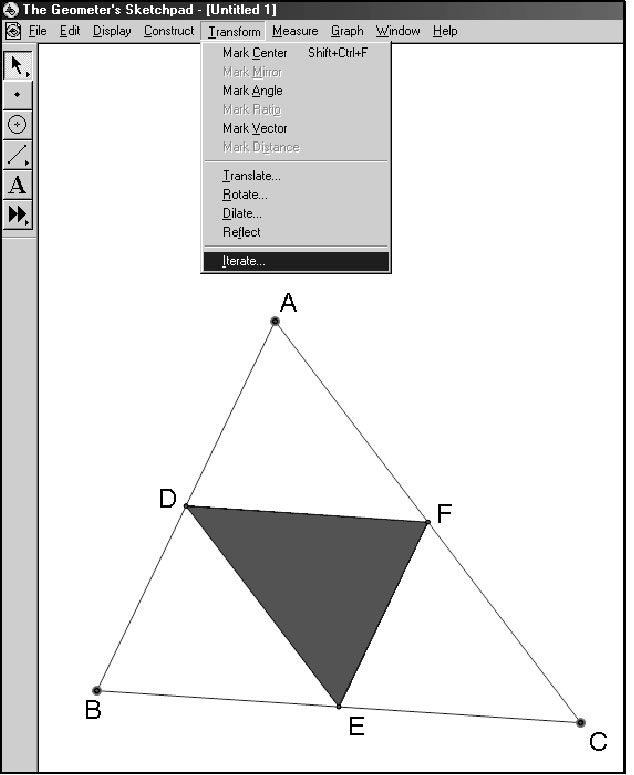 The Geometer's Sketchpad - [Untitled 1]
File Edit Display Construct Transform Measure Graph Window Help
Mark Center Shift+Ctrl+F
Mark Mirror
Mark Angle
Mark Ratio
Mark Vector
Mark Distance
Translate...
Rotate...
Dilate...
Reflect
Iterate...
A
A
D
F
B
E
C